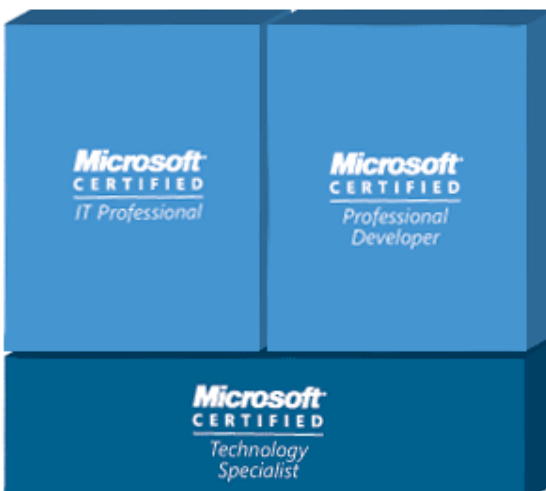 Microsoft
CERTIFIED
IT Professional
Microsoft
CERTIFIED
Professional
Developer
Microsoft
CERTIFIED
Technology
Specialist